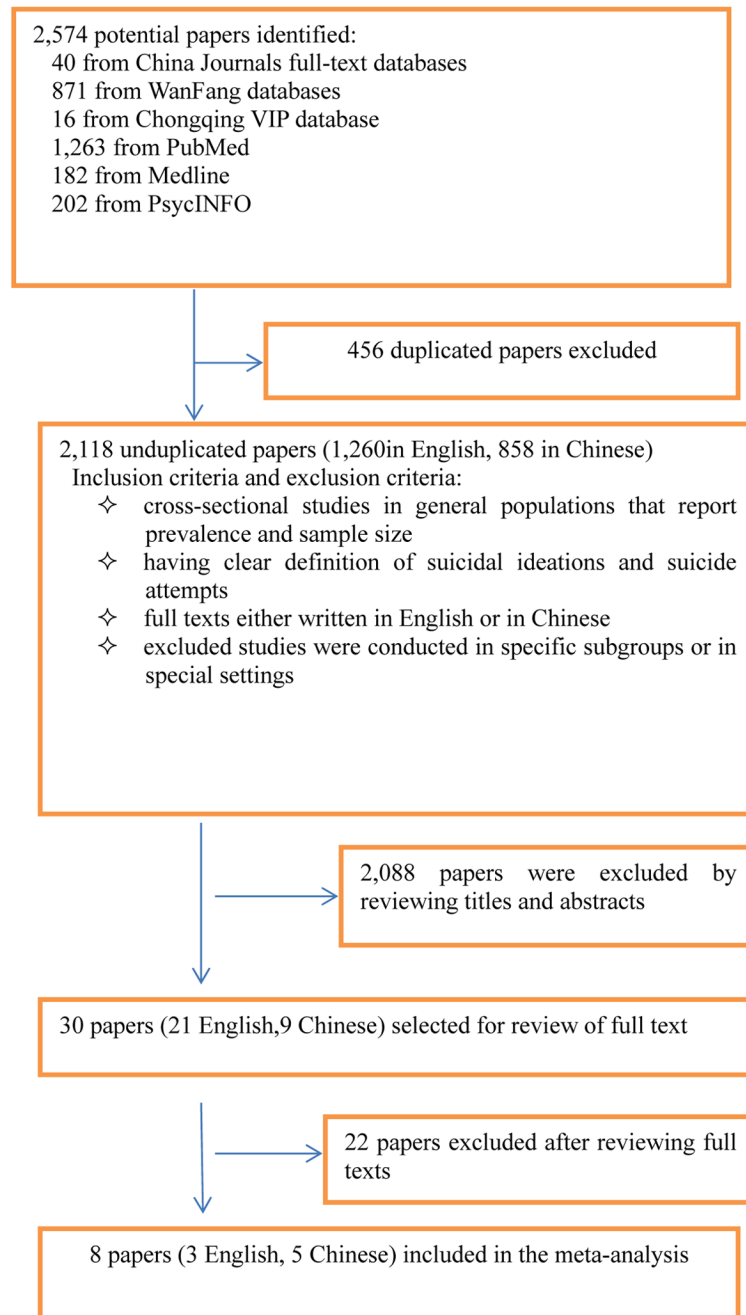 2,574 potential papers identified:
40 from China Journals full-text databases
871 from WanFang databases
16 from Chongqing VIP database
1,263 from PubMed
182 from Medline
202 from PsycINFO
456 duplicated papers excluded
2,118 unduplicated papers (1,260in English, 858 in Chinese)
Inclusion criteria and exclusion criteria:
✧ cross-sectional studies in general populations that report
prevalence and sample size
✧ having clear definition of suicidal ideations and suicide
attempts
✧ full texts either written in English or in Chinese
✧ excluded studies were conducted in specific subgroups or in
special settings
2,088 papers were excluded by
reviewing titles and abstracts
30 papers (21 English,9 Chinese) selected for review of full text
22 papers excluded after reviewing full
texts
8 papers (3 English, 5 Chinese) included in the meta-analysis